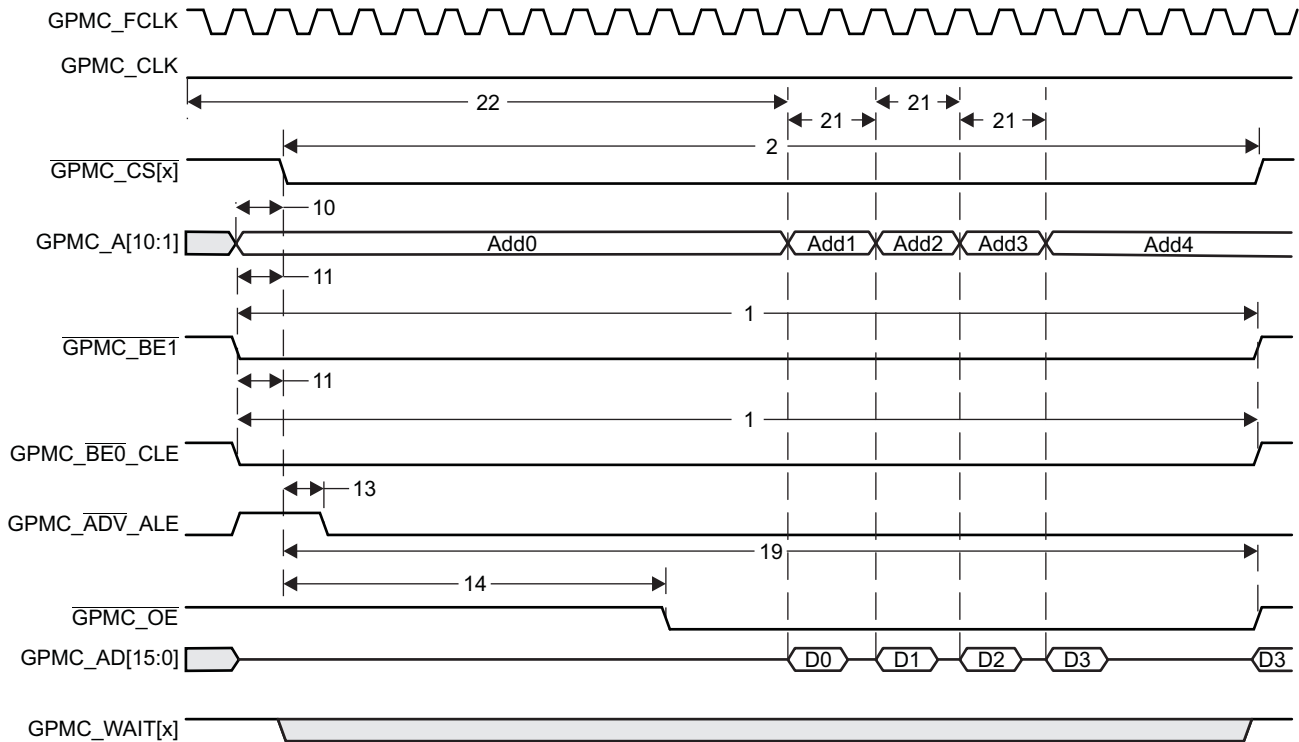 GPMC_FCLK
GPMC_CLK
22
21
21
21
2
GPMC_CS[x]
10
GPMC_A[10:1]
Add0
Add1
Add2
Add3
Add4
11
1
GPMC_BE1
11
1
GPMC_BE0_CLE
13
GPMC_ADV_ALE
19
14
GPMC_OE
GPMC_AD[15:0]
D0
D1
D2
D3
D3
GPMC_WAIT[x]